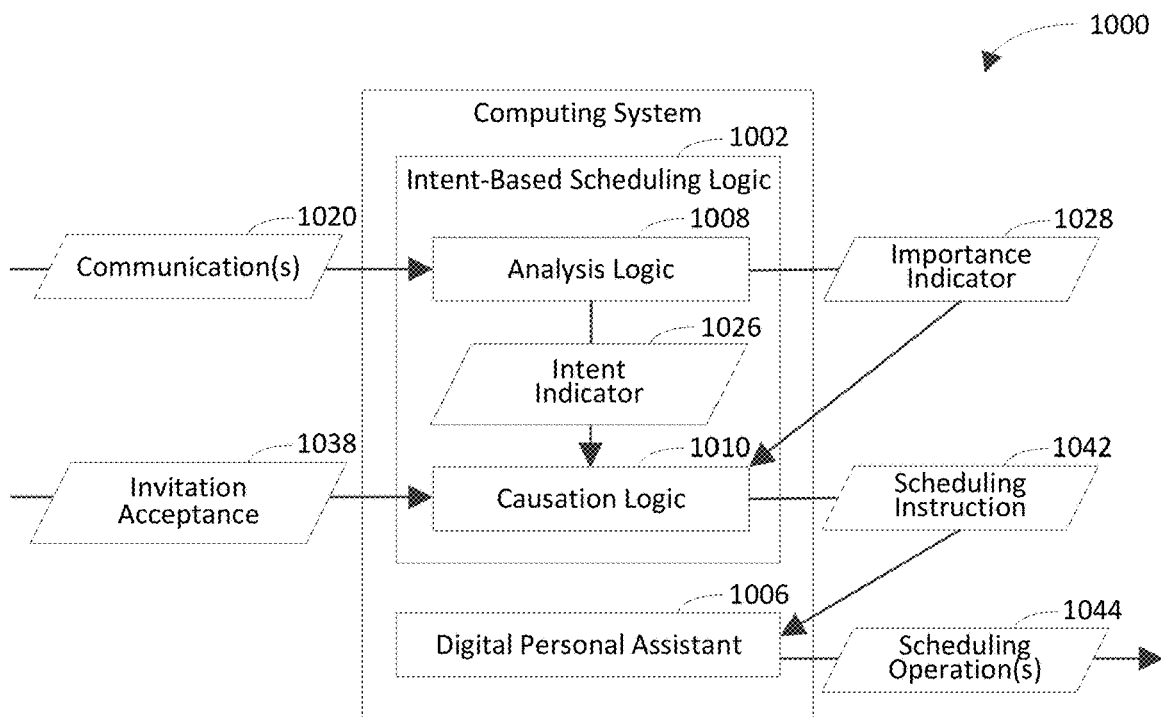 1000
Computing System
1002
Intent-Based Scheduling Logic
1020
1008
1028
Communication(s)
Analysis Logic
Importance
Indicator
1026
Intent
Indicator
1038
1010
1042
Invitation
Acceptance
Causation Logic
Scheduling
Instruction
1006
1044
Digital Personal Assistant
Scheduling
Operation(s)